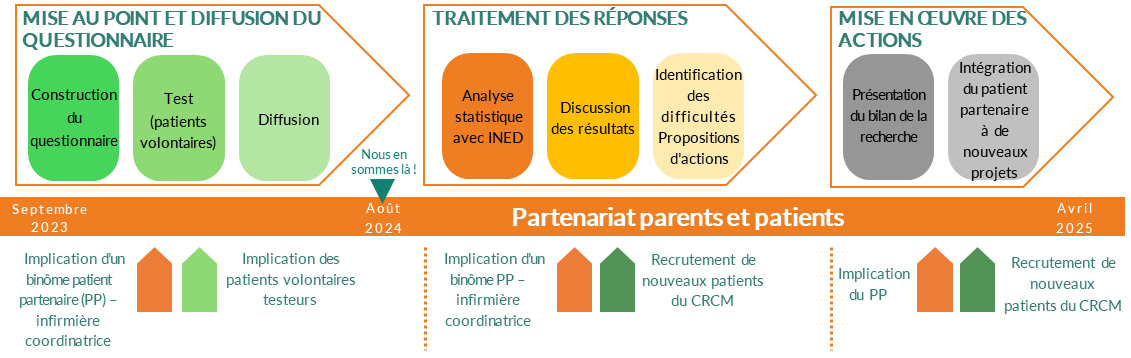 MISE AU POINT ET DIFFUSION DU
QUESTIONNAIRE
Construction
du
questionnaire
Test
(patients
volontaires)
Diffusion
Nous en
sommes là !
TRAITEMENT DES RÉPONSES
Analyse
statistique
avec INED
Discussion
des résultats
Identification
des
difficultés
Propositions
d'actions
MISE EN ŒUVRE DES
ACTIONS
Présentation
du bilan de la
recherche
Intégration
du patient
partenaire
à de
nouveaux
projets
Septembre
2023
Août
2024
Partenariat parents et patients
Avril
2025
Implication d'un
binôme patient
partenaire (PP) –
infirmière
coordinatrice
Implication des
patients volontaires
testeurs
Implication d'un
binôme PP –
infirmière
coordinatrice
Recrutement de
nouveaux patients
du CRCM
Implication
du PP
Recrutement de
nouveaux
patients du CRCM